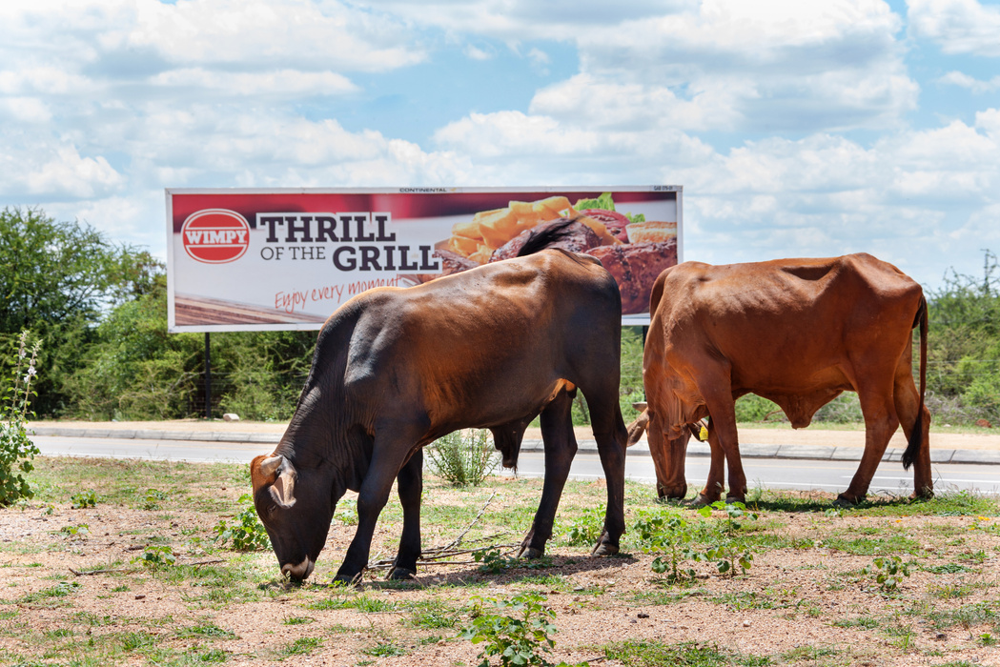 CONTINENTAL
WIMPY
THRILL
OF THE GRILL
Enjoy every moment